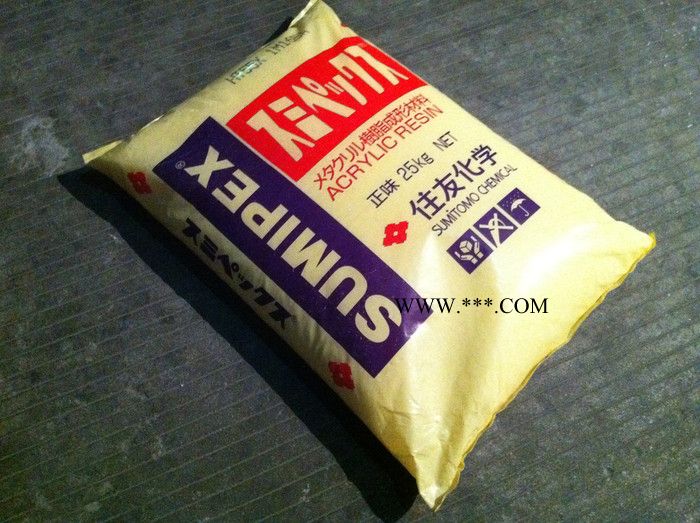 スミペックス
メタクリル樹脂成形材料
ACRYLIC RESIN
正味 25kg NET
住友化学
SUMITOMO CHEMICAL
SUMIPEX®
スミペックス
WWW.***.COM